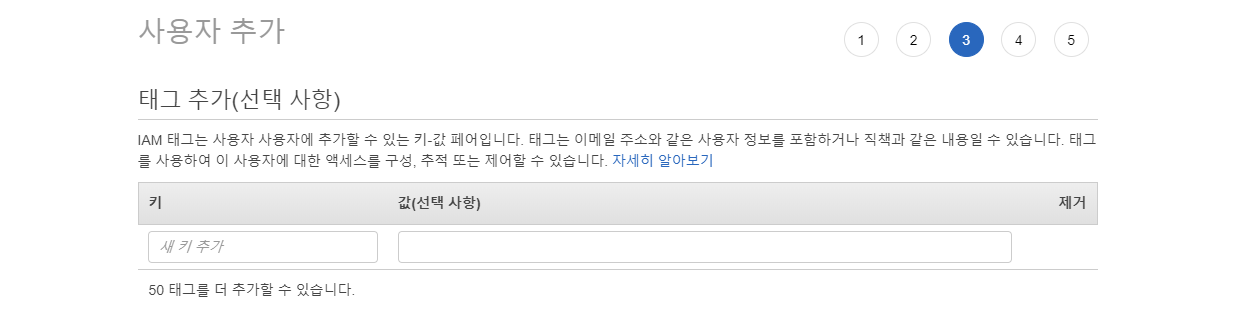 사용자 추가
1 2 3 4 5
태그 추가(선택 사항)
IAM 태그는 사용자 사용자에 추가할 수 있는 키-값 페어입니다. 태그는 이메일 주소와 같은 사용자 정보를 포함하거나 직책과 같은 내용일 수 있습니다. 태그
를 사용하여 이 사용자에 대한 액세스를 구성, 추적 또는 제어할 수 있습니다. 자세히 알아보기
키 값(선택 사항) 제거
새 키 추가
50 태그를 더 추가할 수 있습니다.